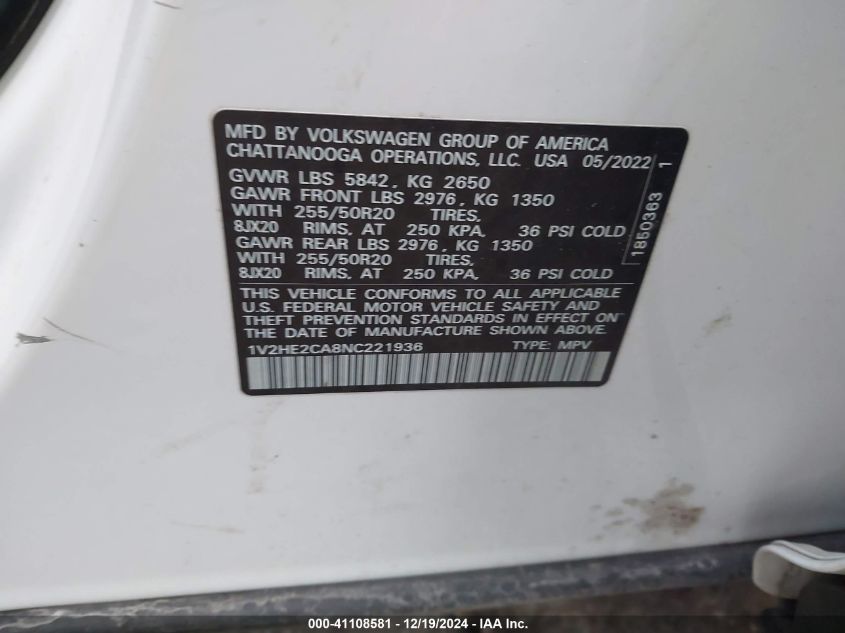 MFD BY VOLKSWAGEN GROUP OF AMERICA
CHATTANOOGA OPERATIONS, LLC. USA 05/2022
GVWR LBS 5842, KG 2650
GAWR FRONT LBS 2976, KG 1350
WITH 255/50R20 TIRES,
8JX20 RIMS, AT 250 KPA, 36 PSI COLD
GAWR REAR LBS 2976, KG 1350
WITH 255/50R20 TIRES,
8JX20 RIMS, AT 250 KPA, 36 PSI COLD
1850363 1
THIS VEHICLE CONFORMS TO ALL APPLICABLE
U.S. FEDERAL MOTOR VEHICLE SAFETY AND
THEFT PREVENTION STANDARDS IN EFFECT ON
THE DATE OF MANUFACTURE SHOWN ABOVE.
1V2HE2CA8NC221936 TYPE: MPV
000-41108581 - 12/19/2024 - IAA Inc.